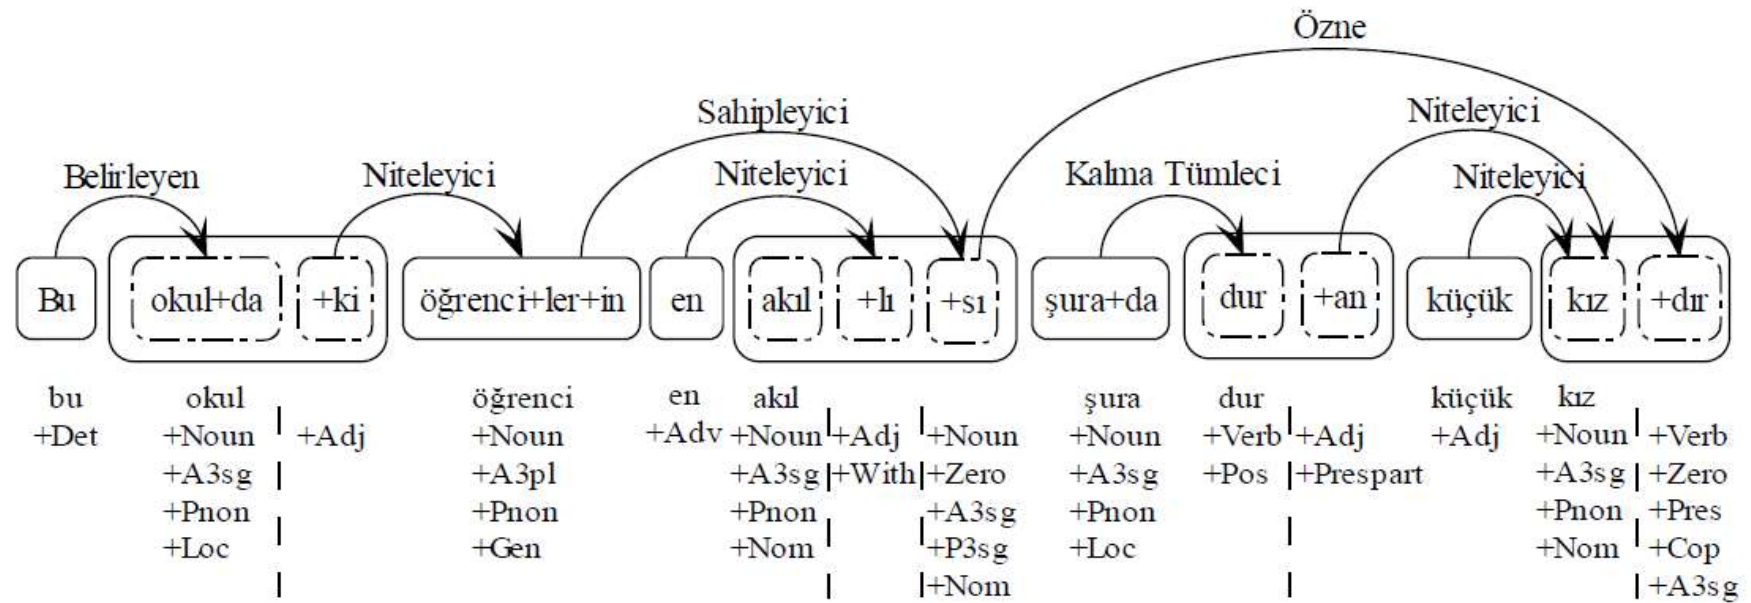 Özne
Sahipleyici Niteleyici
Belirleyen Niteleyici Niteleyici Kalma Tümleci Niteleyici
Bu okul+da +ki öğrenci+ler+in en akıl +lı +sı şura+da dur +an küçük kız +dır
bu okul öğrenci en akıl şura dur küçük kız
+Det +Noun +Adj +Noun +Adv +Noun +Adj +Noun +Noun +Verb +Adj +Adj +Noun +Verb
+A3sg +A3pl +A3sg +With +Zero +A3sg +Pos +Prespart +A3sg +Zero
+Pnon +Pnon +Pnon +A3sg +Pnon +Pnon +Pres
+Loc +Gen +Nom +P3sg +Loc +Nom +Cop
+Nom +A3sg